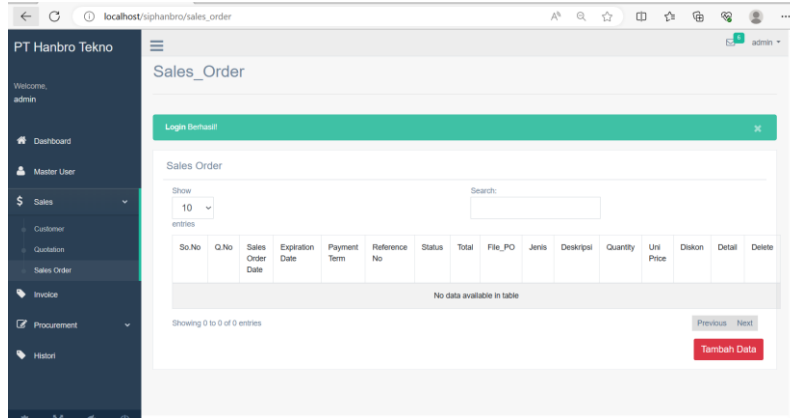 localhost/siphanbro/sales_order
PT Hanbro Tekno
6
admin
Welcome,
admin
Sales_Order
Login Berhasil!
×
Dashboard
Master User
Sales
Customer
Quotation
Sales Order
Invoice
Procurement
Histori
Sales Order
Show
10
entries
Search:
So.No Q.No Sales Order Date Expiration Date Payment Term Reference No Status Total File_PO Jenis Deskripsi Quantity Uni Price Diskon Detail Delete
No data available in table
Showing 0 to 0 of 0 entries
Previous Next
Tambah Data